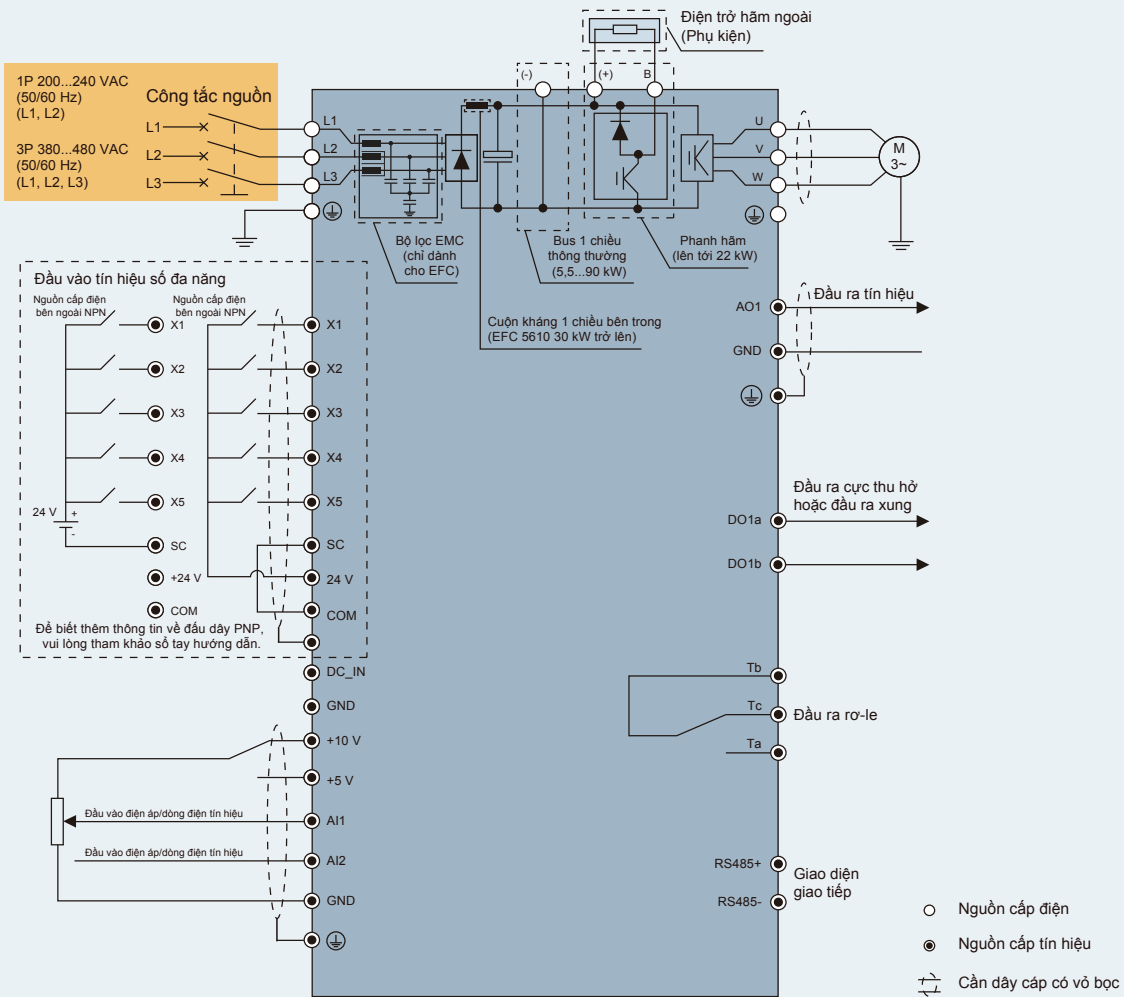 Điện trở hãm ngoài
(Phụ kiện)
1P 200...240 VAC
(50/60 Hz)
(L1, L2)
3P 380...480 VAC
(50/60 Hz)
(L1, L2, L3)
Công tắc nguồn
L1
L2
L3
L1
L2
L3
(-)
(+)
B
U
V
W
M
3~
Bộ lọc EMC
(chỉ dành
cho EFC)
Bus 1 chiều
thông thường
(5,5...90 kW)
Phanh hãm
(lên tới 22 kW)
Cuộn kháng 1 chiều bên trong
(EFC 5610 30 kW trở lên)
Đầu vào tín hiệu số đa năng
Nguồn cấp điện
bên ngoài NPN
Nguồn cấp điện
bên ngoài NPN
X1
X2
X3
X4
X5
24 V
+
-
SC
+24 V
COM
X1
X2
X3
X4
X5
SC
24 V
COM
Để biết thêm thông tin về đấu dây PNP,
vui lòng tham khảo sổ tay hướng dẫn.
DC_IN
GND
+10 V
+5 V
Đầu vào điện áp/dòng điện tín hiệu
AI1
Đầu vào điện áp/dòng điện tín hiệu
AI2
GND
AO1
Đầu ra tín hiệu
GND
Đầu ra cực thu hở
hoặc đầu ra xung
DO1a
DO1b
Tb
Tc
Đầu ra rơ-le
Ta
RS485+
RS485-
Giao diện
giao tiếp
Nguồn cấp điện
Nguồn cấp tín hiệu
Cần dây cáp có vỏ bọc